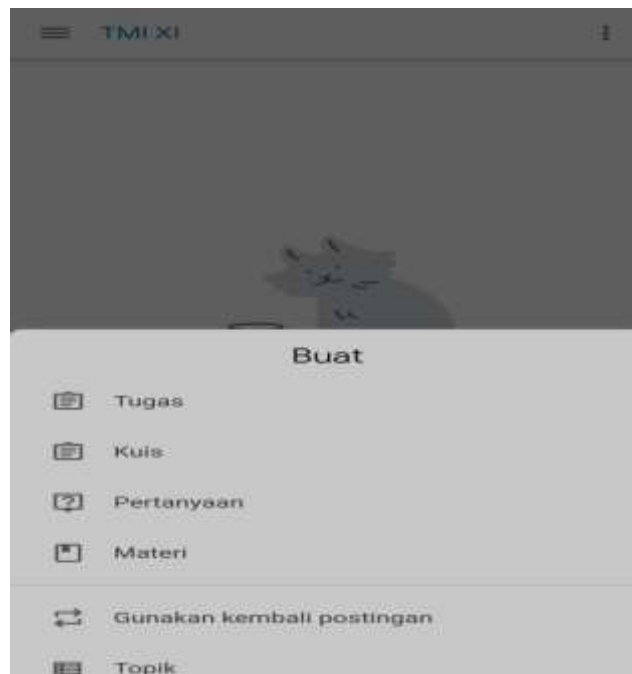 TMI XI
Buat
Tugas
Kuis
Pertanyaan
Materi
Gunakan kembali postingan
Topik